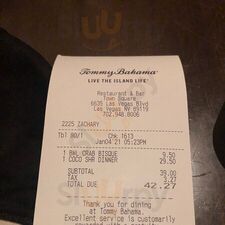 Tommy Bahama
LIVE THE ISLAND LIFE
Restaurant & Bar
Town Square
6635 Las Vegas Blvd
Las Vegas NV 89119
702.948.8006
2225 ZACHARY
Tbl 80/1 Chk 1613
Jan04'21 05:23PM
1 BWL CRAB BISQUE 9.50
1 COCO SHR DINNER 29.50
SUBTOTAL 39.00
TAX 3.27
TOTAL DUE 42.27
Thank you for dining
at Tommy Bahama.
Excellent service is customarily